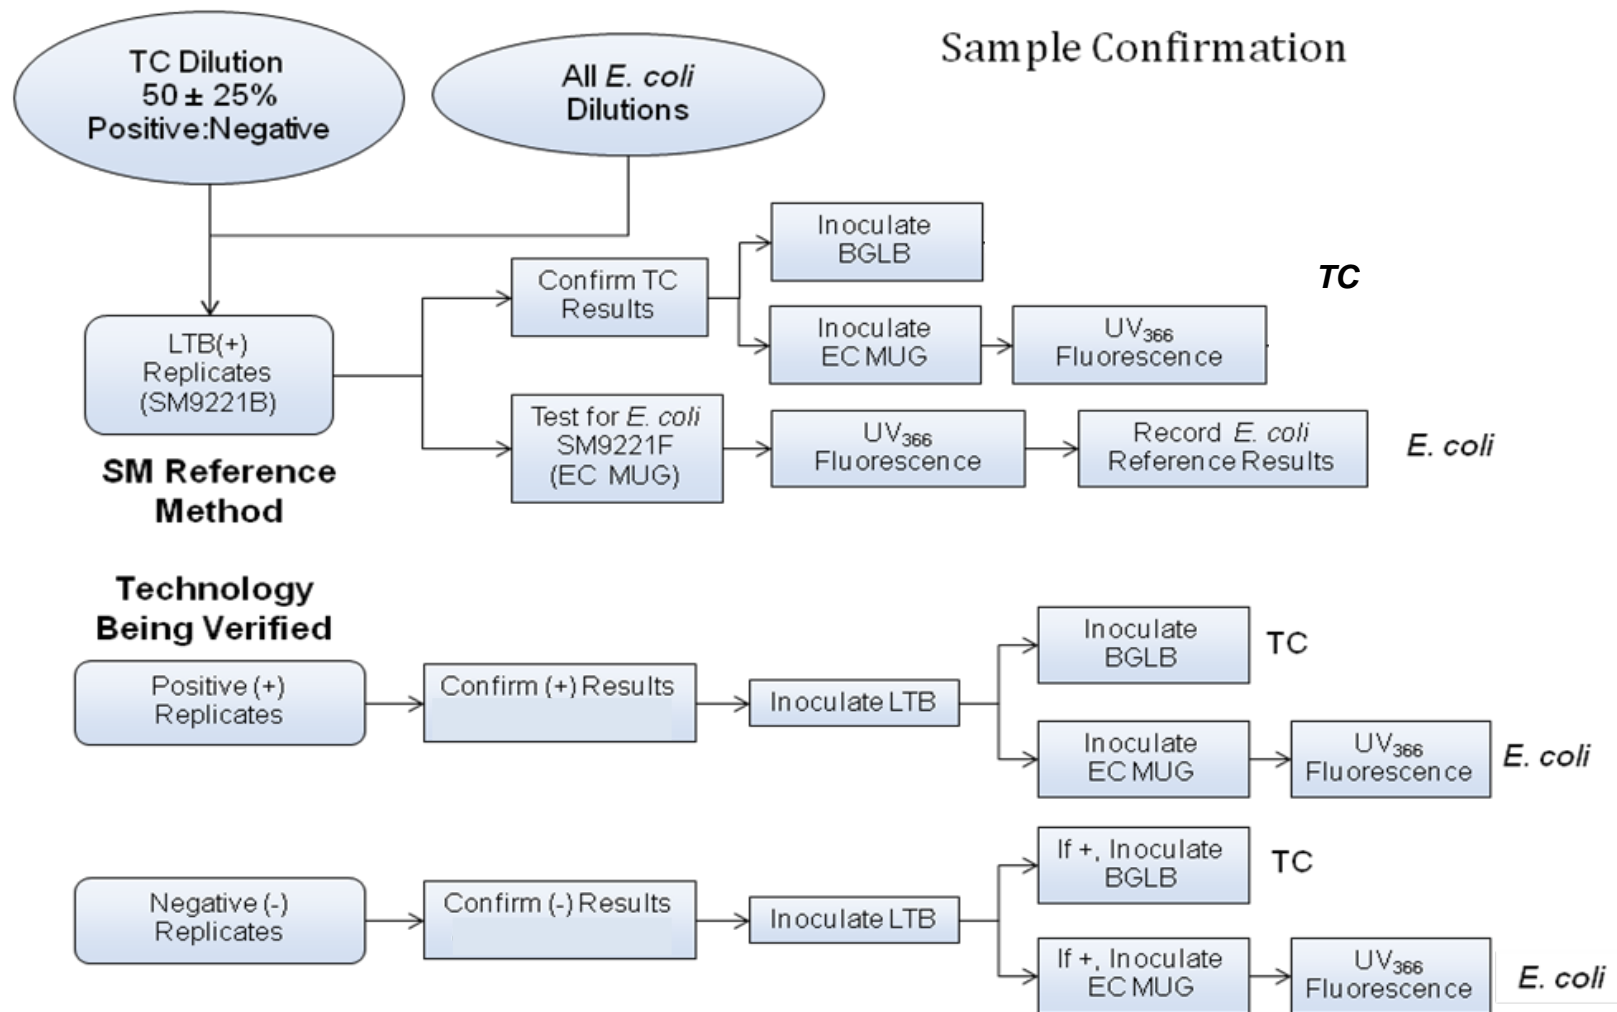 Sample Confirmation
TC Dilution
50 ± 25%
Positive:Negative
All E. coli
Dilutions
Inoculate
BGLB
Confirm TC
Results
TC
Inoculate
EC MUG
UV366
Fluorescence
LTB(+)
Replicates
(SM9221B)
Test for E. coli
SM9221F
(EC MUG)
UV366
Fluorescence
Record E. coli
Reference Results
E. coli
SM Reference
Method
Technology
Being Verified
Positive (+)
Replicates
Confirm (+) Results
Inoculate LTB
Inoculate
BGLB
TC
Inoculate
EC MUG
UV366
Fluorescence
E. coli
Negative (-)
Replicates
Confirm (-) Results
Inoculate LTB
If +, Inoculate
BGLB
TC
If +, Inoculate
EC MUG
UV366
Fluorescence
E. coli